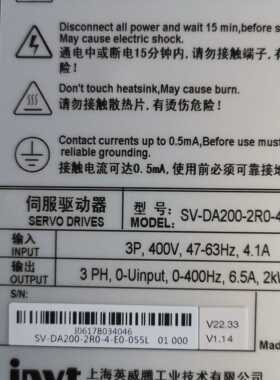 Disconnect all power and wait 15 min,before s
May cause electric shock.
通电中或断电15分钟内,请勿接触端子,有
险!
Don't touch heatsink,May cause burn.
请勿接触散热片,有烫伤危险!
Contact currents up to 0.5mA,Before use must
reliable grounding.
接触电流可达0.5mA,使用前必须可靠接地
伺服驱动器
SERVO DRIVES
型 号:
MODEL:
SV-DA200-2R0-4
输入
INPUT
3P, 400V, 47-63Hz, 4.1A
输出
OUTPUT
3 PH, 0-Uinput, 0-400Hz, 6.5A, 2kW
S/N:
J0617B034046
SV-DA200-2R0-4-E0-055L 01 000
V22.33
V1.14
Made
invt
上海英威腾工业技术有限公